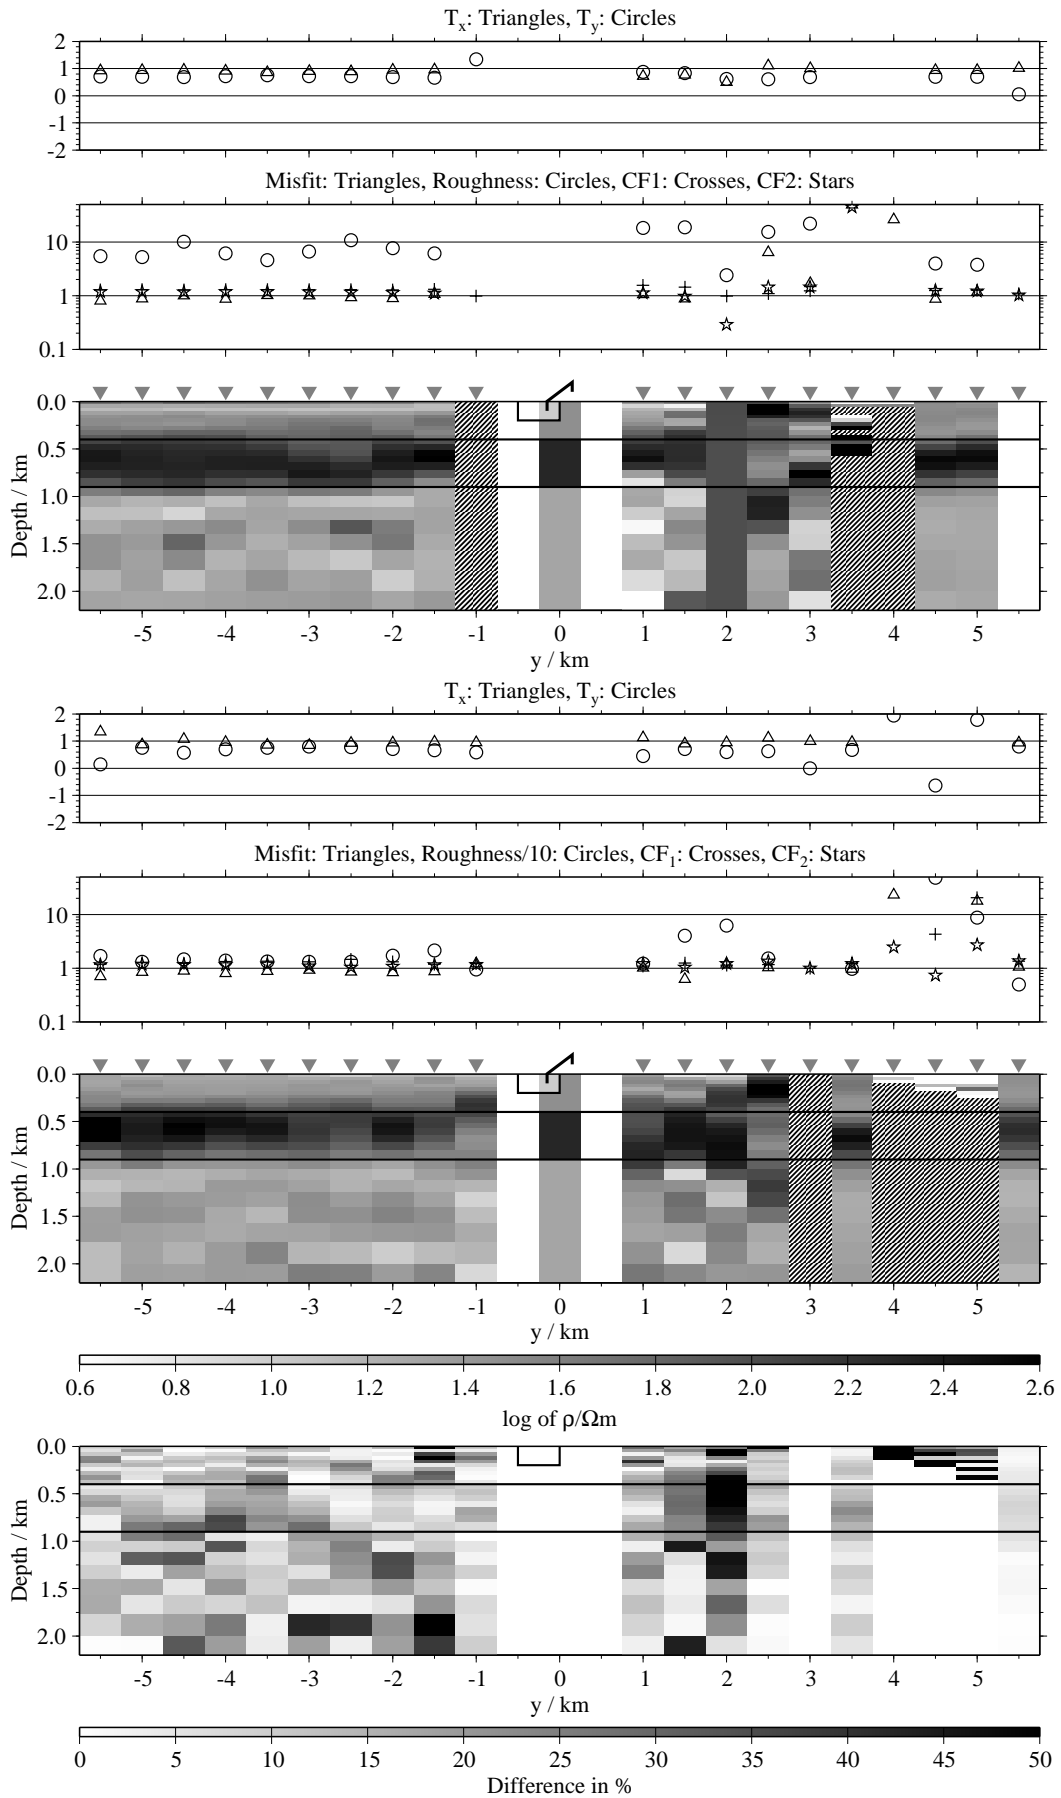 T_x: Triangles, T_y: Circles
2
1
0
-1
-2
Misfit: Triangles, Roughness: Circles, CF1: Crosses, CF2: Stars
10
1
0.1
0.0
0.5
1.0
1.5
2.0
Depth / km
-5 -4 -3 -2 -1 0 1 2 3 4 5
y / km
T_x: Triangles, T_y: Circles
2
1
0
-1
-2
Misfit: Triangles, Roughness/10: Circles, CF_1: Crosses, CF_2: Stars
10
1
0.1
0.0
0.5
1.0
1.5
2.0
Depth / km
-5 -4 -3 -2 -1 0 1 2 3 4 5
y / km
0.6 0.8 1.0 1.2 1.4 1.6 1.8 2.0 2.2 2.4 2.6
log of ρ/Ωm
0.0
0.5
1.0
1.5
2.0
Depth / km
-5 -4 -3 -2 -1 0 1 2 3 4 5
y / km
0 5 10 15 20 25 30 35 40 45 50
Difference in %